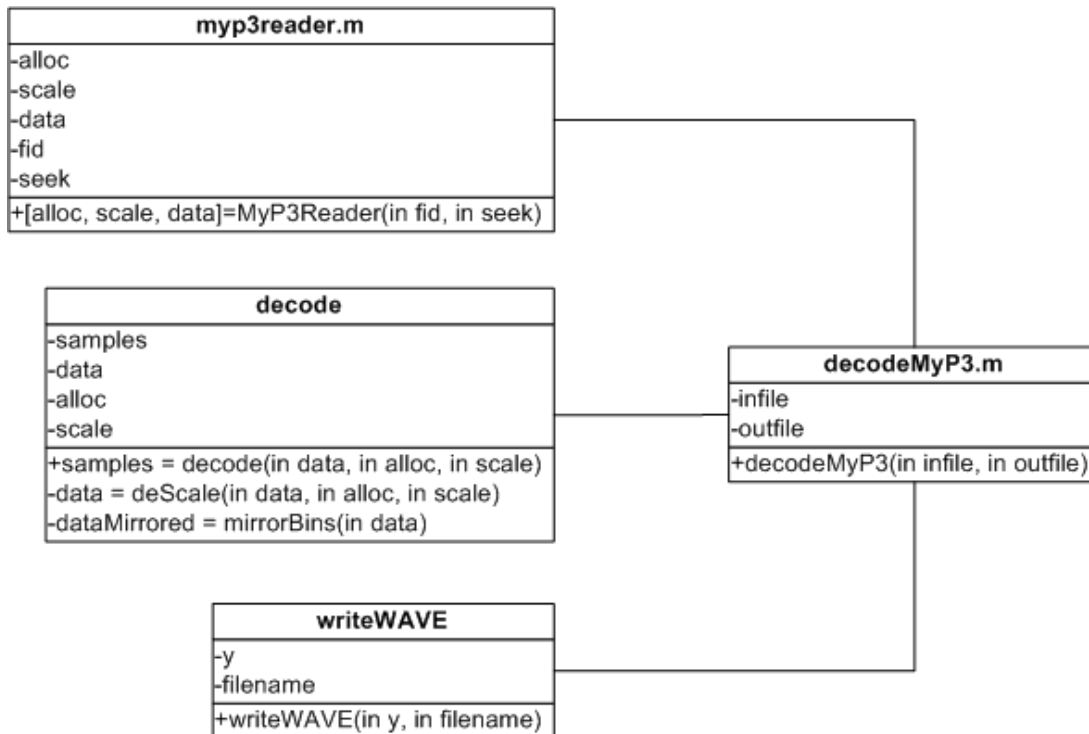 myp3reader.m
-alloc
-scale
-data
-fid
-seek
+[alloc, scale, data]=MyP3Reader(in fid, in seek)
decode
-samples
-data
-alloc
-scale
+samples = decode(in data, in alloc, in scale)
-data = deScale(in data, in alloc, in scale)
-dataMirrored = mirrorBins(in data)
decodeMyP3.m
-infile
-outfile
+decodeMyP3(in infile, in outfile)
writeWAVE
-y
-filename
+writeWAVE(in y, in filename)